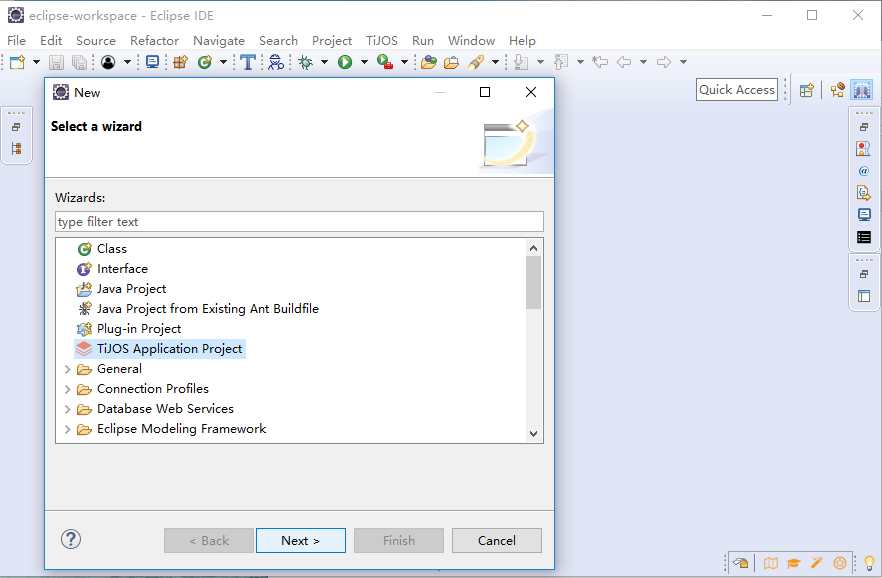 eclipse-workspace - Eclipse IDE
File Edit Source Refactor Navigate Search Project TiJOS Run Window Help
Quick Access
New
Select a wizard
Wizards:
type filter text
Class
Interface
Java Project
Java Project from Existing Ant Buildfile
Plug-in Project
TiJOS Application Project
General
Connection Profiles
Database Web Services
Eclipse Modeling Framework
< Back Next > Finish Cancel